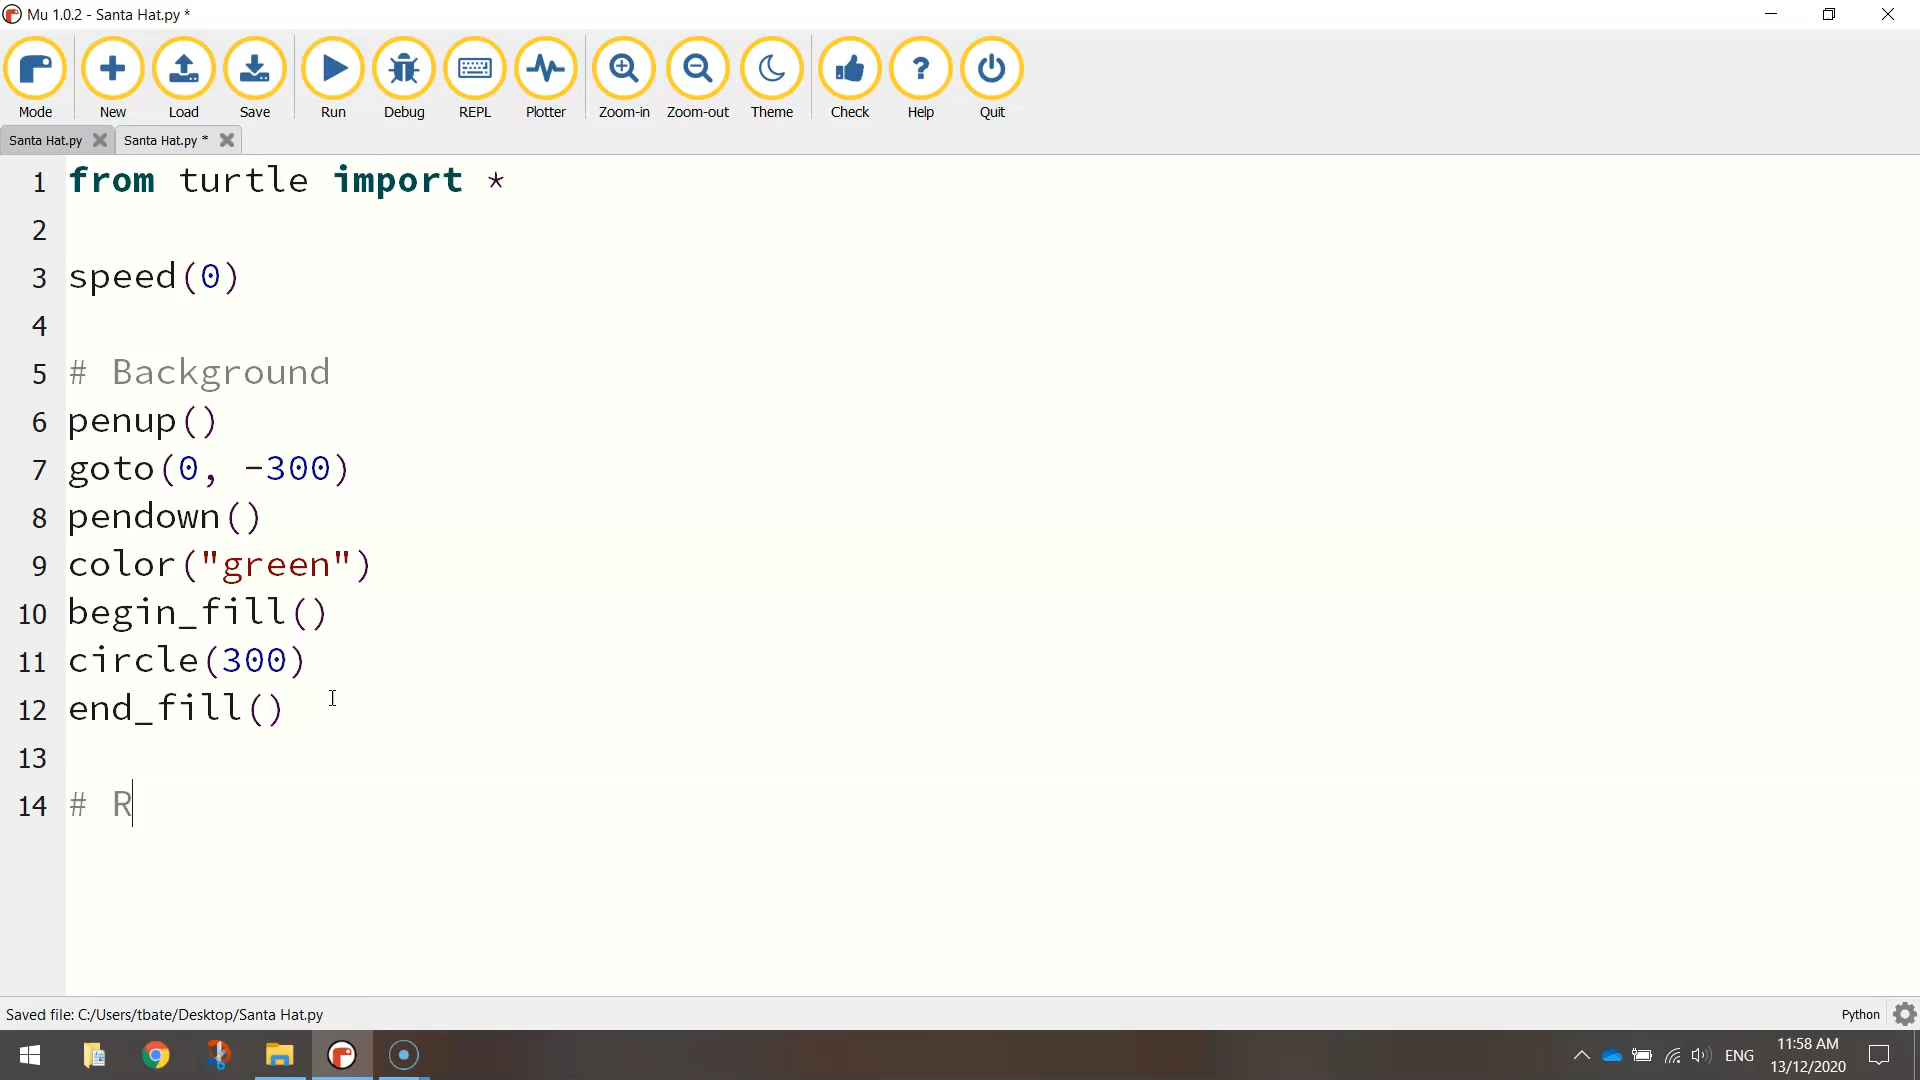 Mu 1.0.2 - Santa Hat.py *
Mode New Load Save Run Debug REPL Plotter Zoom-in Zoom-out Theme Check Help Quit
Santa Hat.py Santa Hat.py *
1 from turtle import *
2
3 speed(0)
4
5 # Background
6 penup()
7 goto(0, -300)
8 pendown()
9 color("green")
10 begin_fill()
11 circle(300)
12 end_fill()
13
14 # R
Saved file: C:/Users/tbate/Desktop/Santa Hat.py
Python
ENG
11:58 AM
13/12/2020